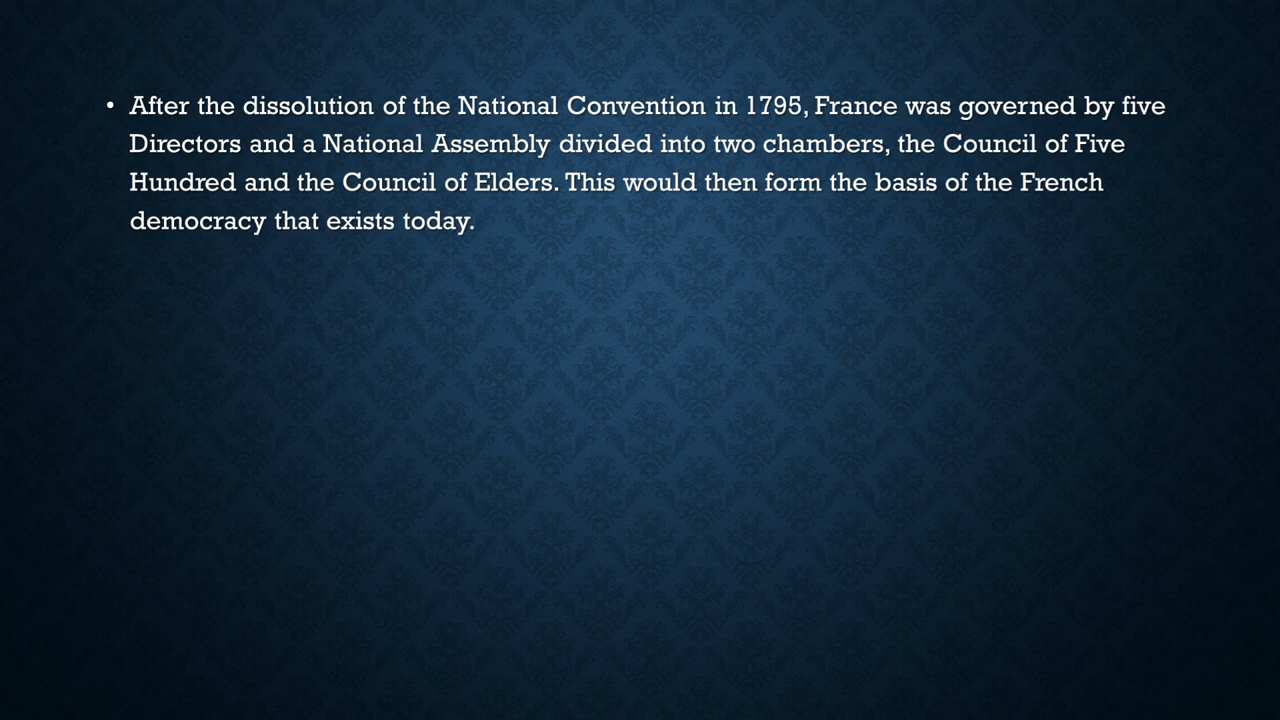 • After the dissolution of the National Convention in 1795, France was governed by five
Directors and a National Assembly divided into two chambers, the Council of Five
Hundred and the Council of Elders. This would then form the basis of the French
democracy that exists today.